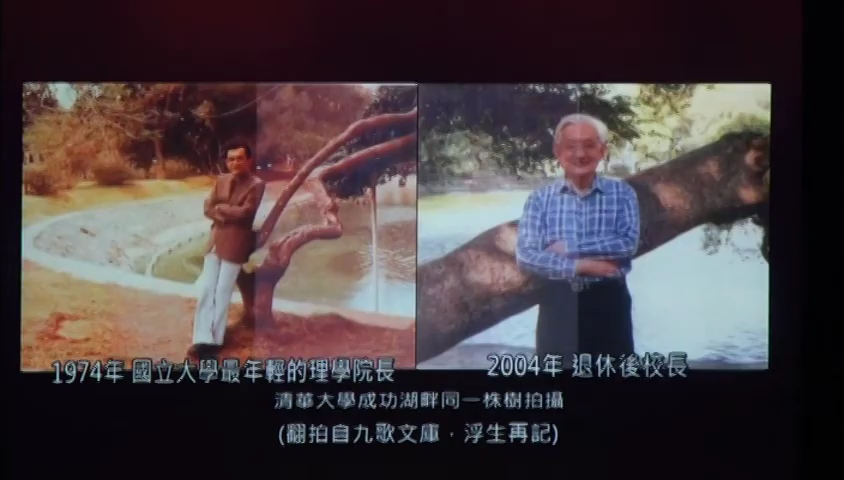 1974年 國立大學最年輕的理學院長
2004年 退休後校長
清華大學成功湖畔同一株樹拍攝
(翻拍自九歌文庫,浮生再記)